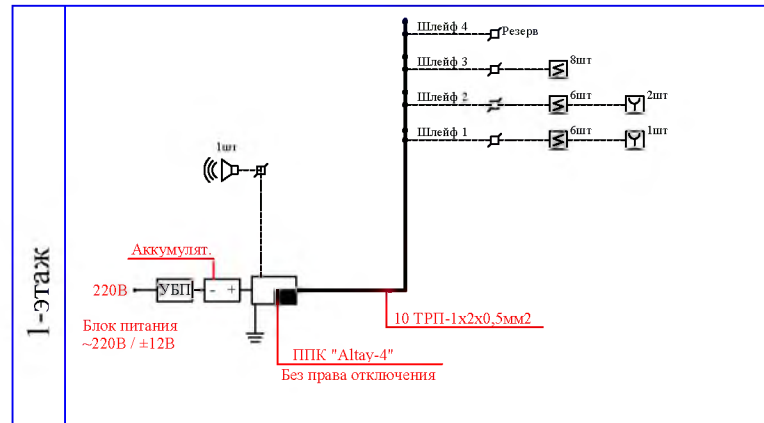 Шлейф 4
Резерв
Шлейф 3
8шт
Шлейф 2
6шт
2шт
Шлейф 1
6шт
1шт
1шт
1-этаж
Аккумулят.
220В
УБП
- +
Блок питания
~220В / ±12В
10 ТРП-1х2х0,5мм2
ППК "Altay-4"
Без права отключения